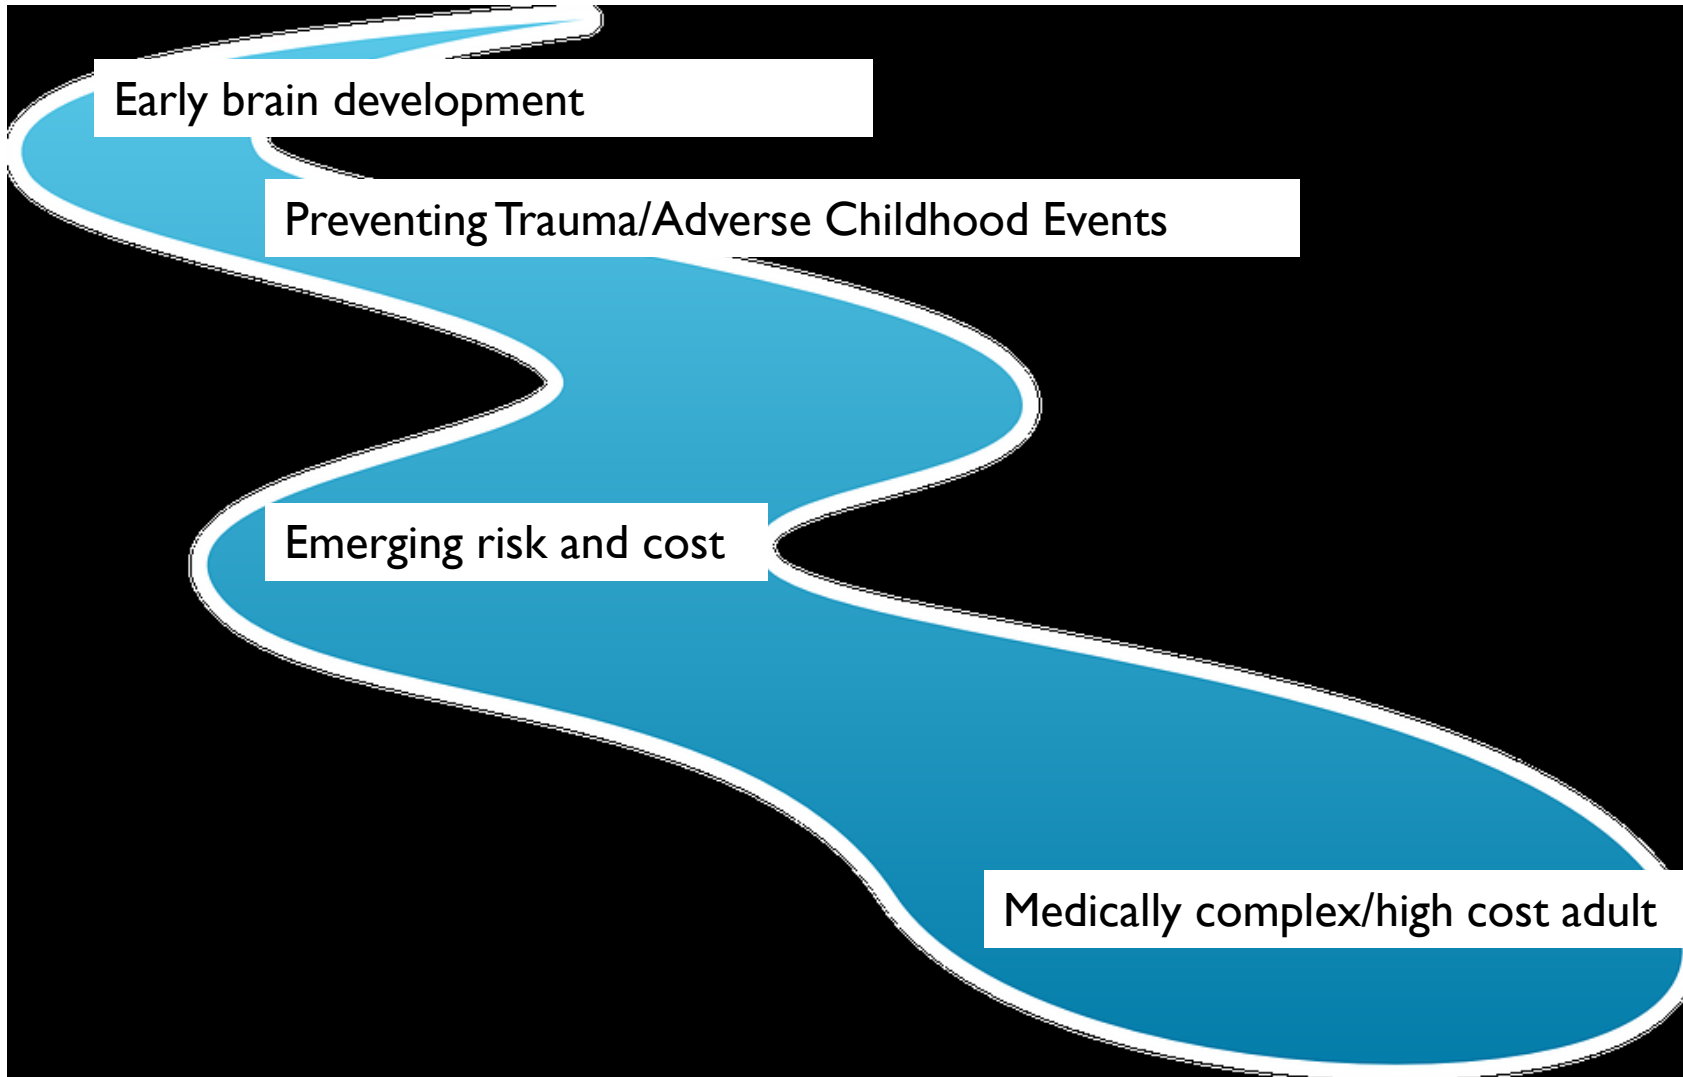 Early brain development
Preventing Trauma/Adverse Childhood Events
Emerging risk and cost
Medically complex/high cost adult